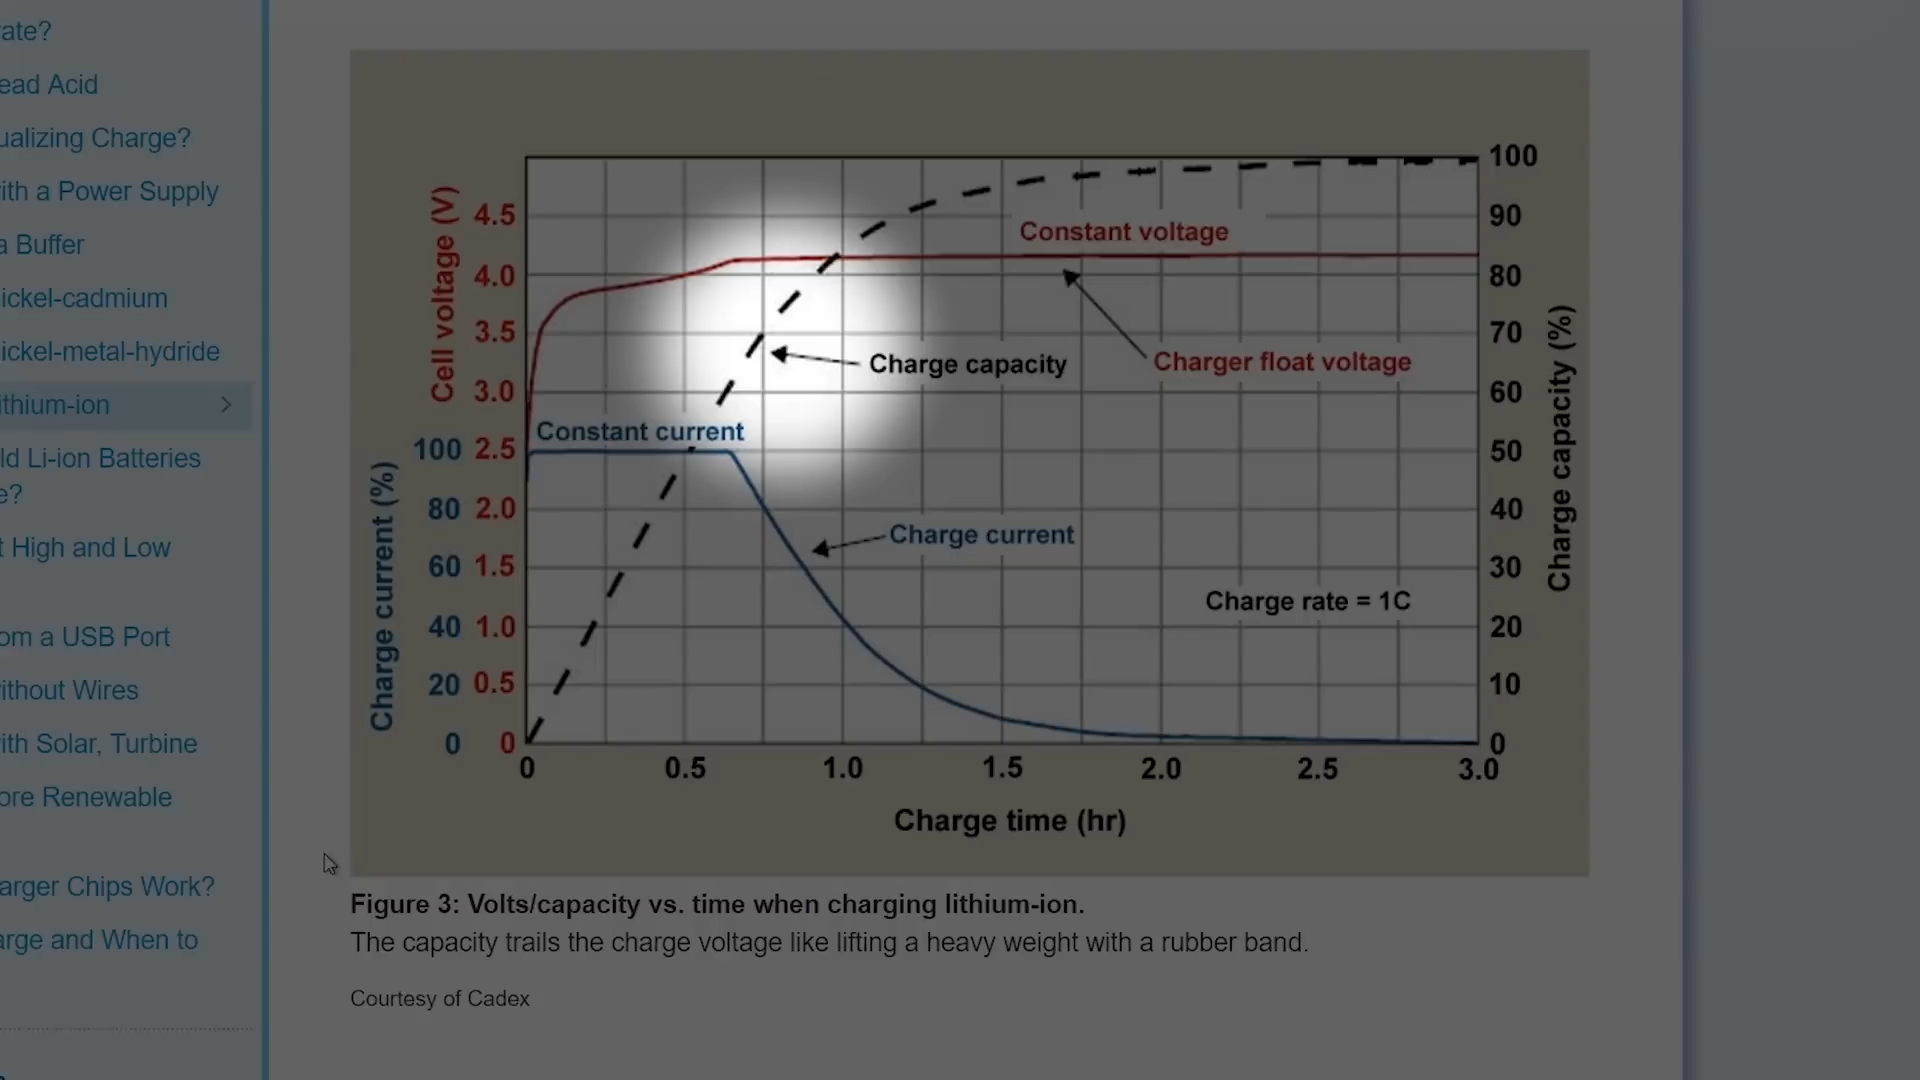 ate?
ead Acid
ualizing Charge?
ith a Power Supply
a Buffer
ickel-cadmium
ickel-metal-hydride
ithium-ion
ld Li-ion Batteries
e?
t High and Low
om a USB Port
ithout Wires
ith Solar, Turbine
ore Renewable
arger Chips Work?
arge and When to
Cell voltage (V)
4.5
4.0
3.5
3.0
2.5
2.0
1.5
1.0
0.5
0
Charge current (%)
100
80
60
40
20
0
Constant voltage
Charge capacity
Charger float voltage
Constant current
Charge current
Charge rate = 1C
100
90
80
70
60
50
40
30
20
10
0
Charge capacity (%)
0 0.5 1.0 1.5 2.0 2.5 3.0
Charge time (hr)
Figure 3: Volts/capacity vs. time when charging lithium-ion.
The capacity trails the charge voltage like lifting a heavy weight with a rubber band.
Courtesy of Cadex